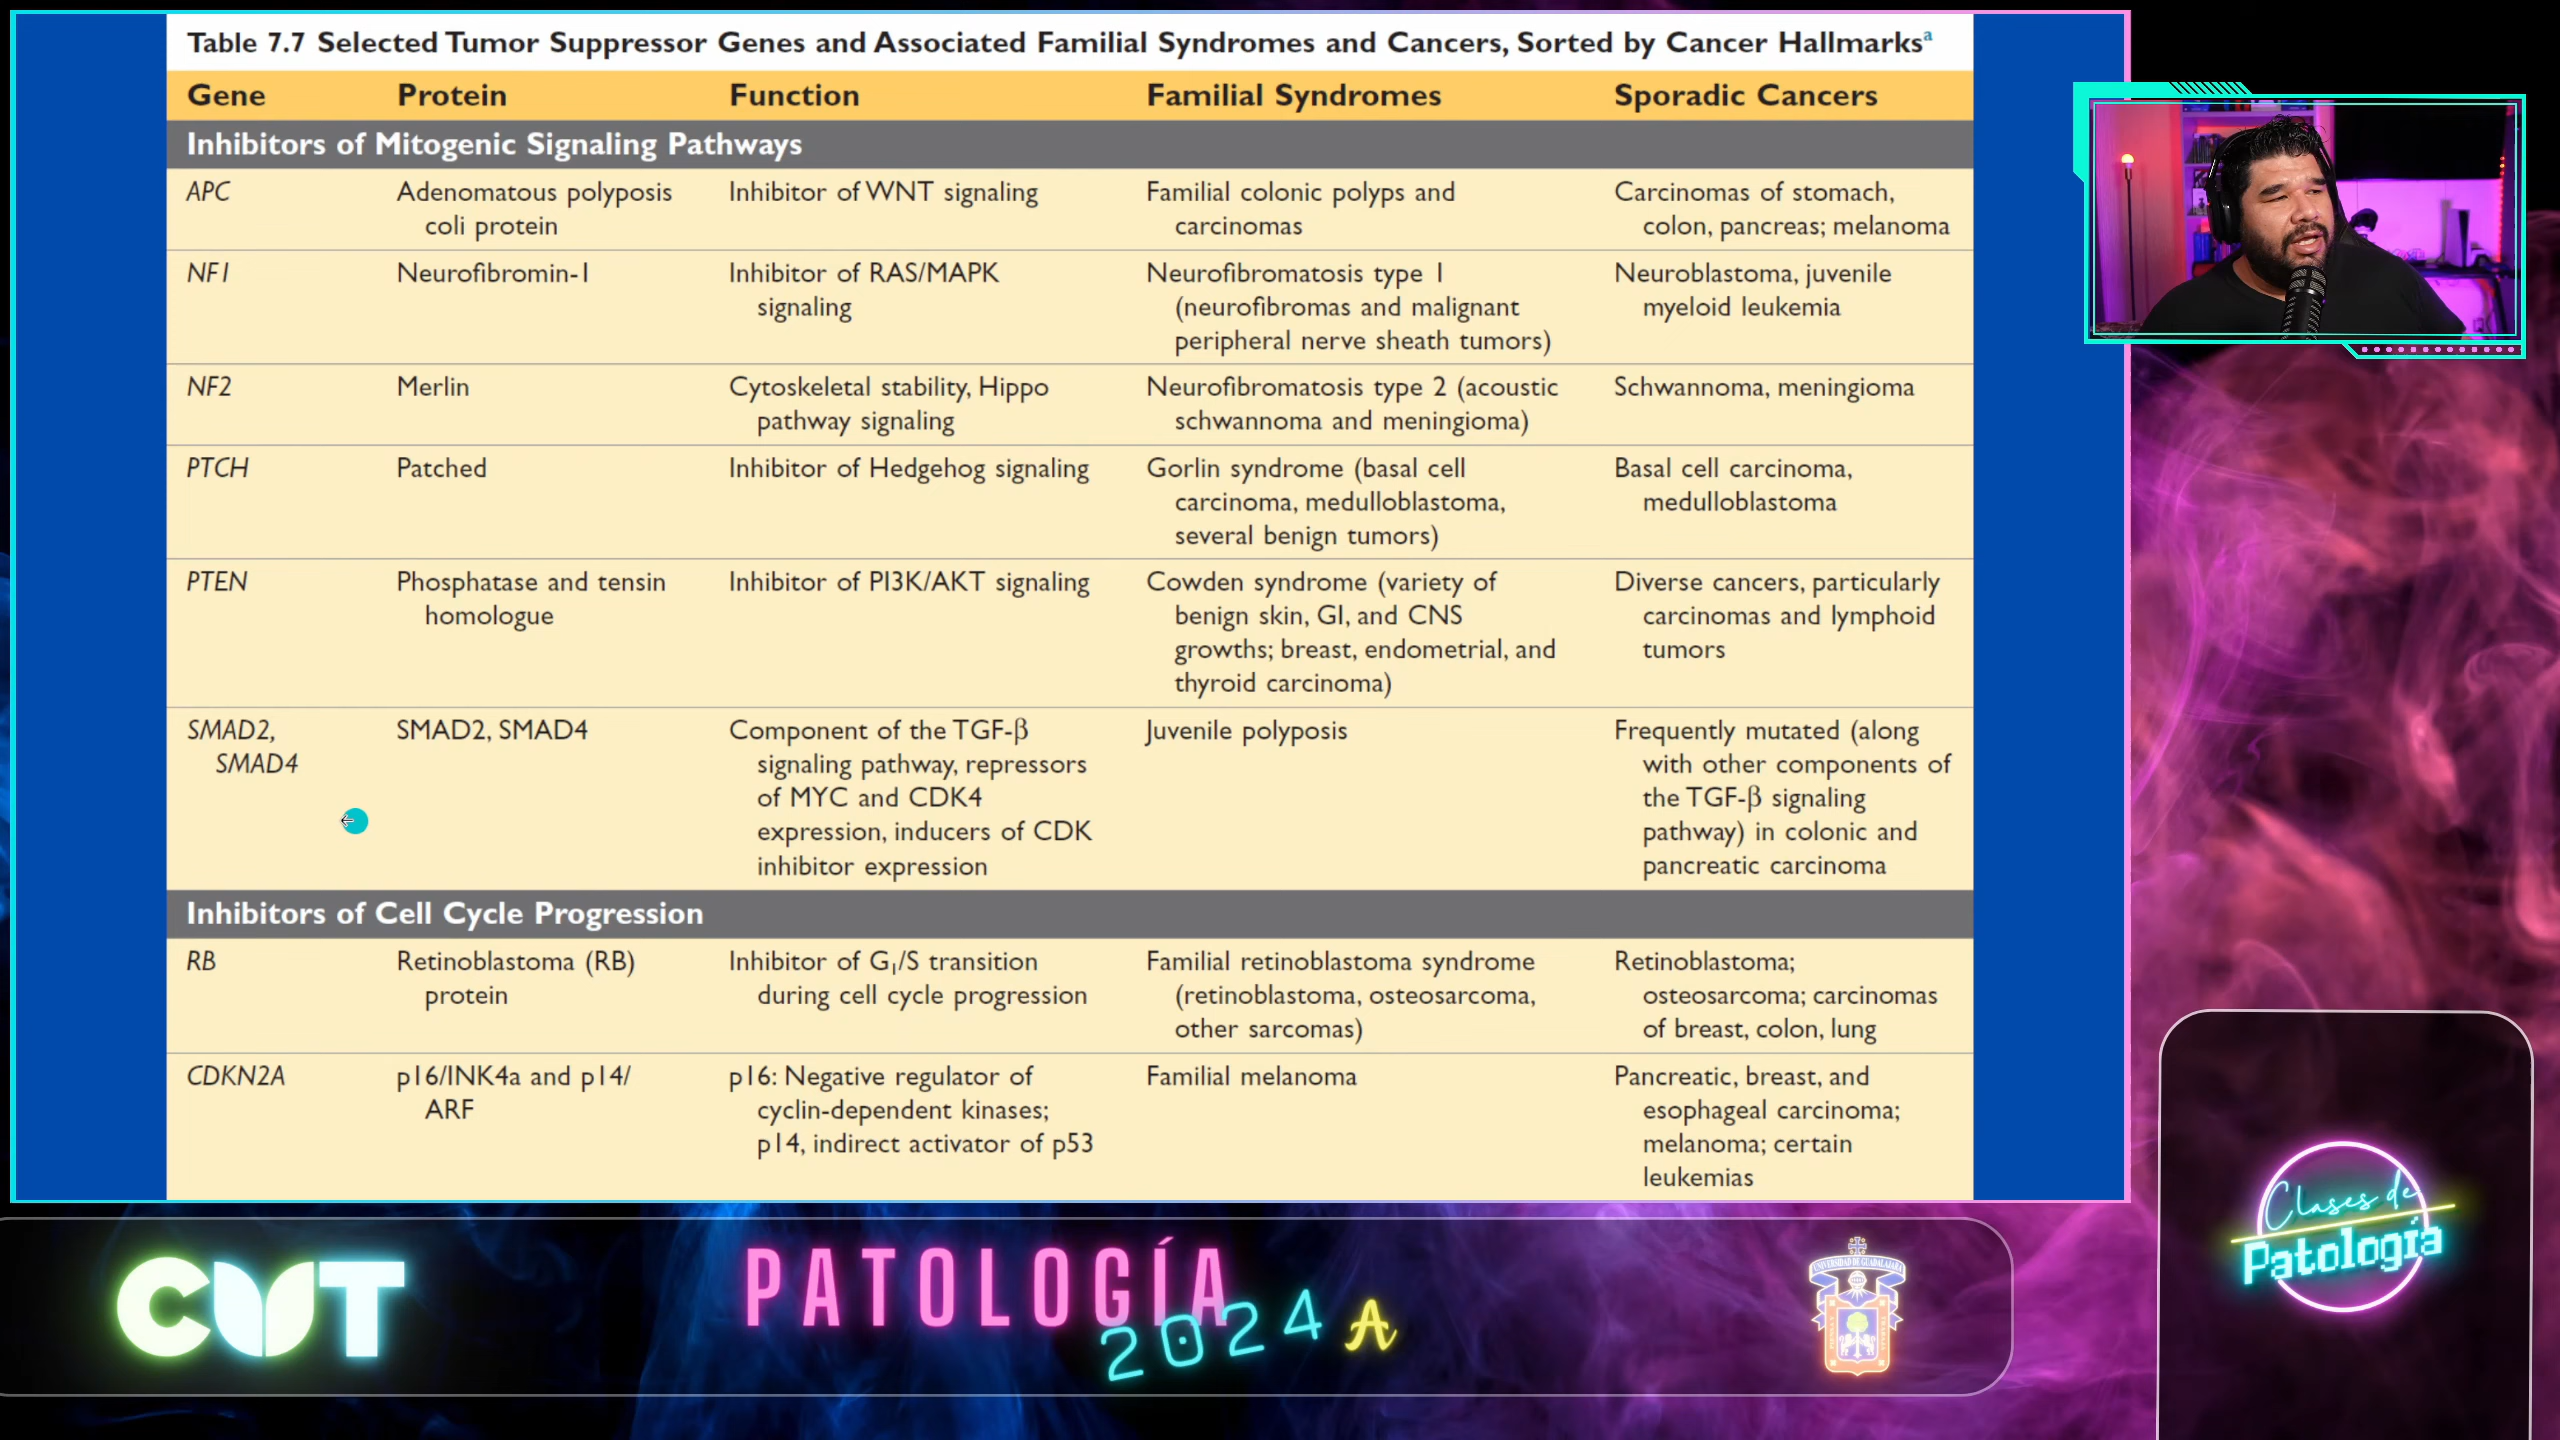 Table 7.7 Selected Tumor Suppressor Genes and Associated Familial Syndromes and Cancers, Sorted by Cancer Hallmarksᵃ
Gene Protein Function Familial Syndromes Sporadic Cancers
Inhibitors of Mitogenic Signaling Pathways
APC Adenomatous polyposis Inhibitor of WNT signaling Familial colonic polyps and Carcinomas of stomach,
coli protein carcinomas colon, pancreas; melanoma
NF1 Neurofibromin-1 Inhibitor of RAS/MAPK Neurofibromatosis type 1 Neuroblastoma, juvenile
signaling (neurofibromas and malignant myeloid leukemia
peripheral nerve sheath tumors)
NF2 Merlin Cytoskeletal stability, Hippo Neurofibromatosis type 2 (acoustic Schwannoma, meningioma
pathway signaling schwannoma and meningioma)
PTCH Patched Inhibitor of Hedgehog signaling Gorlin syndrome (basal cell Basal cell carcinoma,
carcinoma, medulloblastoma, medulloblastoma
several benign tumors)
PTEN Phosphatase and tensin Inhibitor of PI3K/AKT signaling Cowden syndrome (variety of Diverse cancers, particularly
homologue benign skin, GI, and CNS carcinomas and lymphoid
growths; breast, endometrial, and tumors
thyroid carcinoma)
SMAD2, SMAD2, SMAD4 Component of the TGF-β Juvenile polyposis Frequently mutated (along
SMAD4 signaling pathway, repressors with other components of
of MYC and CDK4 the TGF-β signaling
expression, inducers of CDK pathway) in colonic and
inhibitor expression pancreatic carcinoma
Inhibitors of Cell Cycle Progression
RB Retinoblastoma (RB) Inhibitor of G₁/S transition Familial retinoblastoma syndrome Retinoblastoma;
protein during cell cycle progression (retinoblastoma, osteosarcoma, osteosarcoma; carcinomas
other sarcomas) of breast, colon, lung
CDKN2A p16/INK4a and p14/ p16: Negative regulator of Familial melanoma Pancreatic, breast, and
ARF cyclin-dependent kinases; esophageal carcinoma;
p14, indirect activator of p53 melanoma; certain
leukemias
CUT
PATOLOGÍA
2024 A
UNIVERSIDAD DE GUADALAJARA
Clases de
Patología